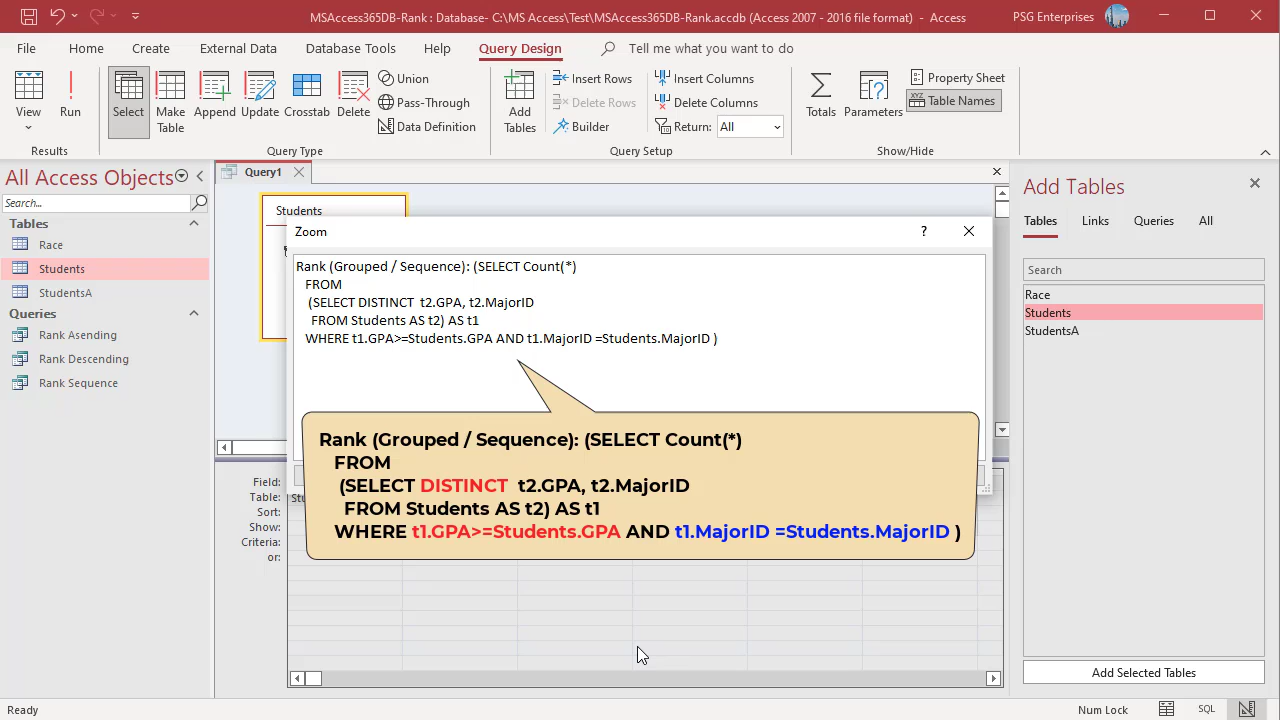 MSAccess365DB-Rank : Database- C:\MS Access\Test\MSAccess365DB-Rank.accdb (Access 2007 - 2016 file format) - Access
PSG Enterprises
File
Home
Create
External Data
Database Tools
Help
Query Design
Tell me what you want to do
View
Run
Results
Select
Make
Table
Append
Update
Crosstab
Delete
Union
Pass-Through
Data Definition
Query Type
Add
Tables
Insert Rows
Delete Rows
Builder
Insert Columns
Delete Columns
Return: All
Query Setup
Totals
Parameters
Property Sheet
XYZ
Table Names
Show/Hide
All Access Objects
Search...
Tables
Race
Students
StudentsA
Queries
Rank Asending
Rank Descending
Rank Sequence
Query1
Students
Zoom
?
Rank (Grouped / Sequence): (SELECT Count(*)
FROM
(SELECT DISTINCT t2.GPA, t2.MajorID
FROM Students AS t2) AS t1
WHERE t1.GPA>=Students.GPA AND t1.MajorID =Students.MajorID )
Rank (Grouped / Sequence): (SELECT Count(*)
FROM
(SELECT DISTINCT t2.GPA, t2.MajorID
FROM Students AS t2) AS t1
WHERE t1.GPA>=Students.GPA AND t1.MajorID =Students.MajorID )
Field:
Table:
Sort:
Show:
Criteria:
or:
Add Tables
Tables
Links
Queries
All
Search
Race
Students
StudentsA
Add Selected Tables
Ready
Num Lock
SQL